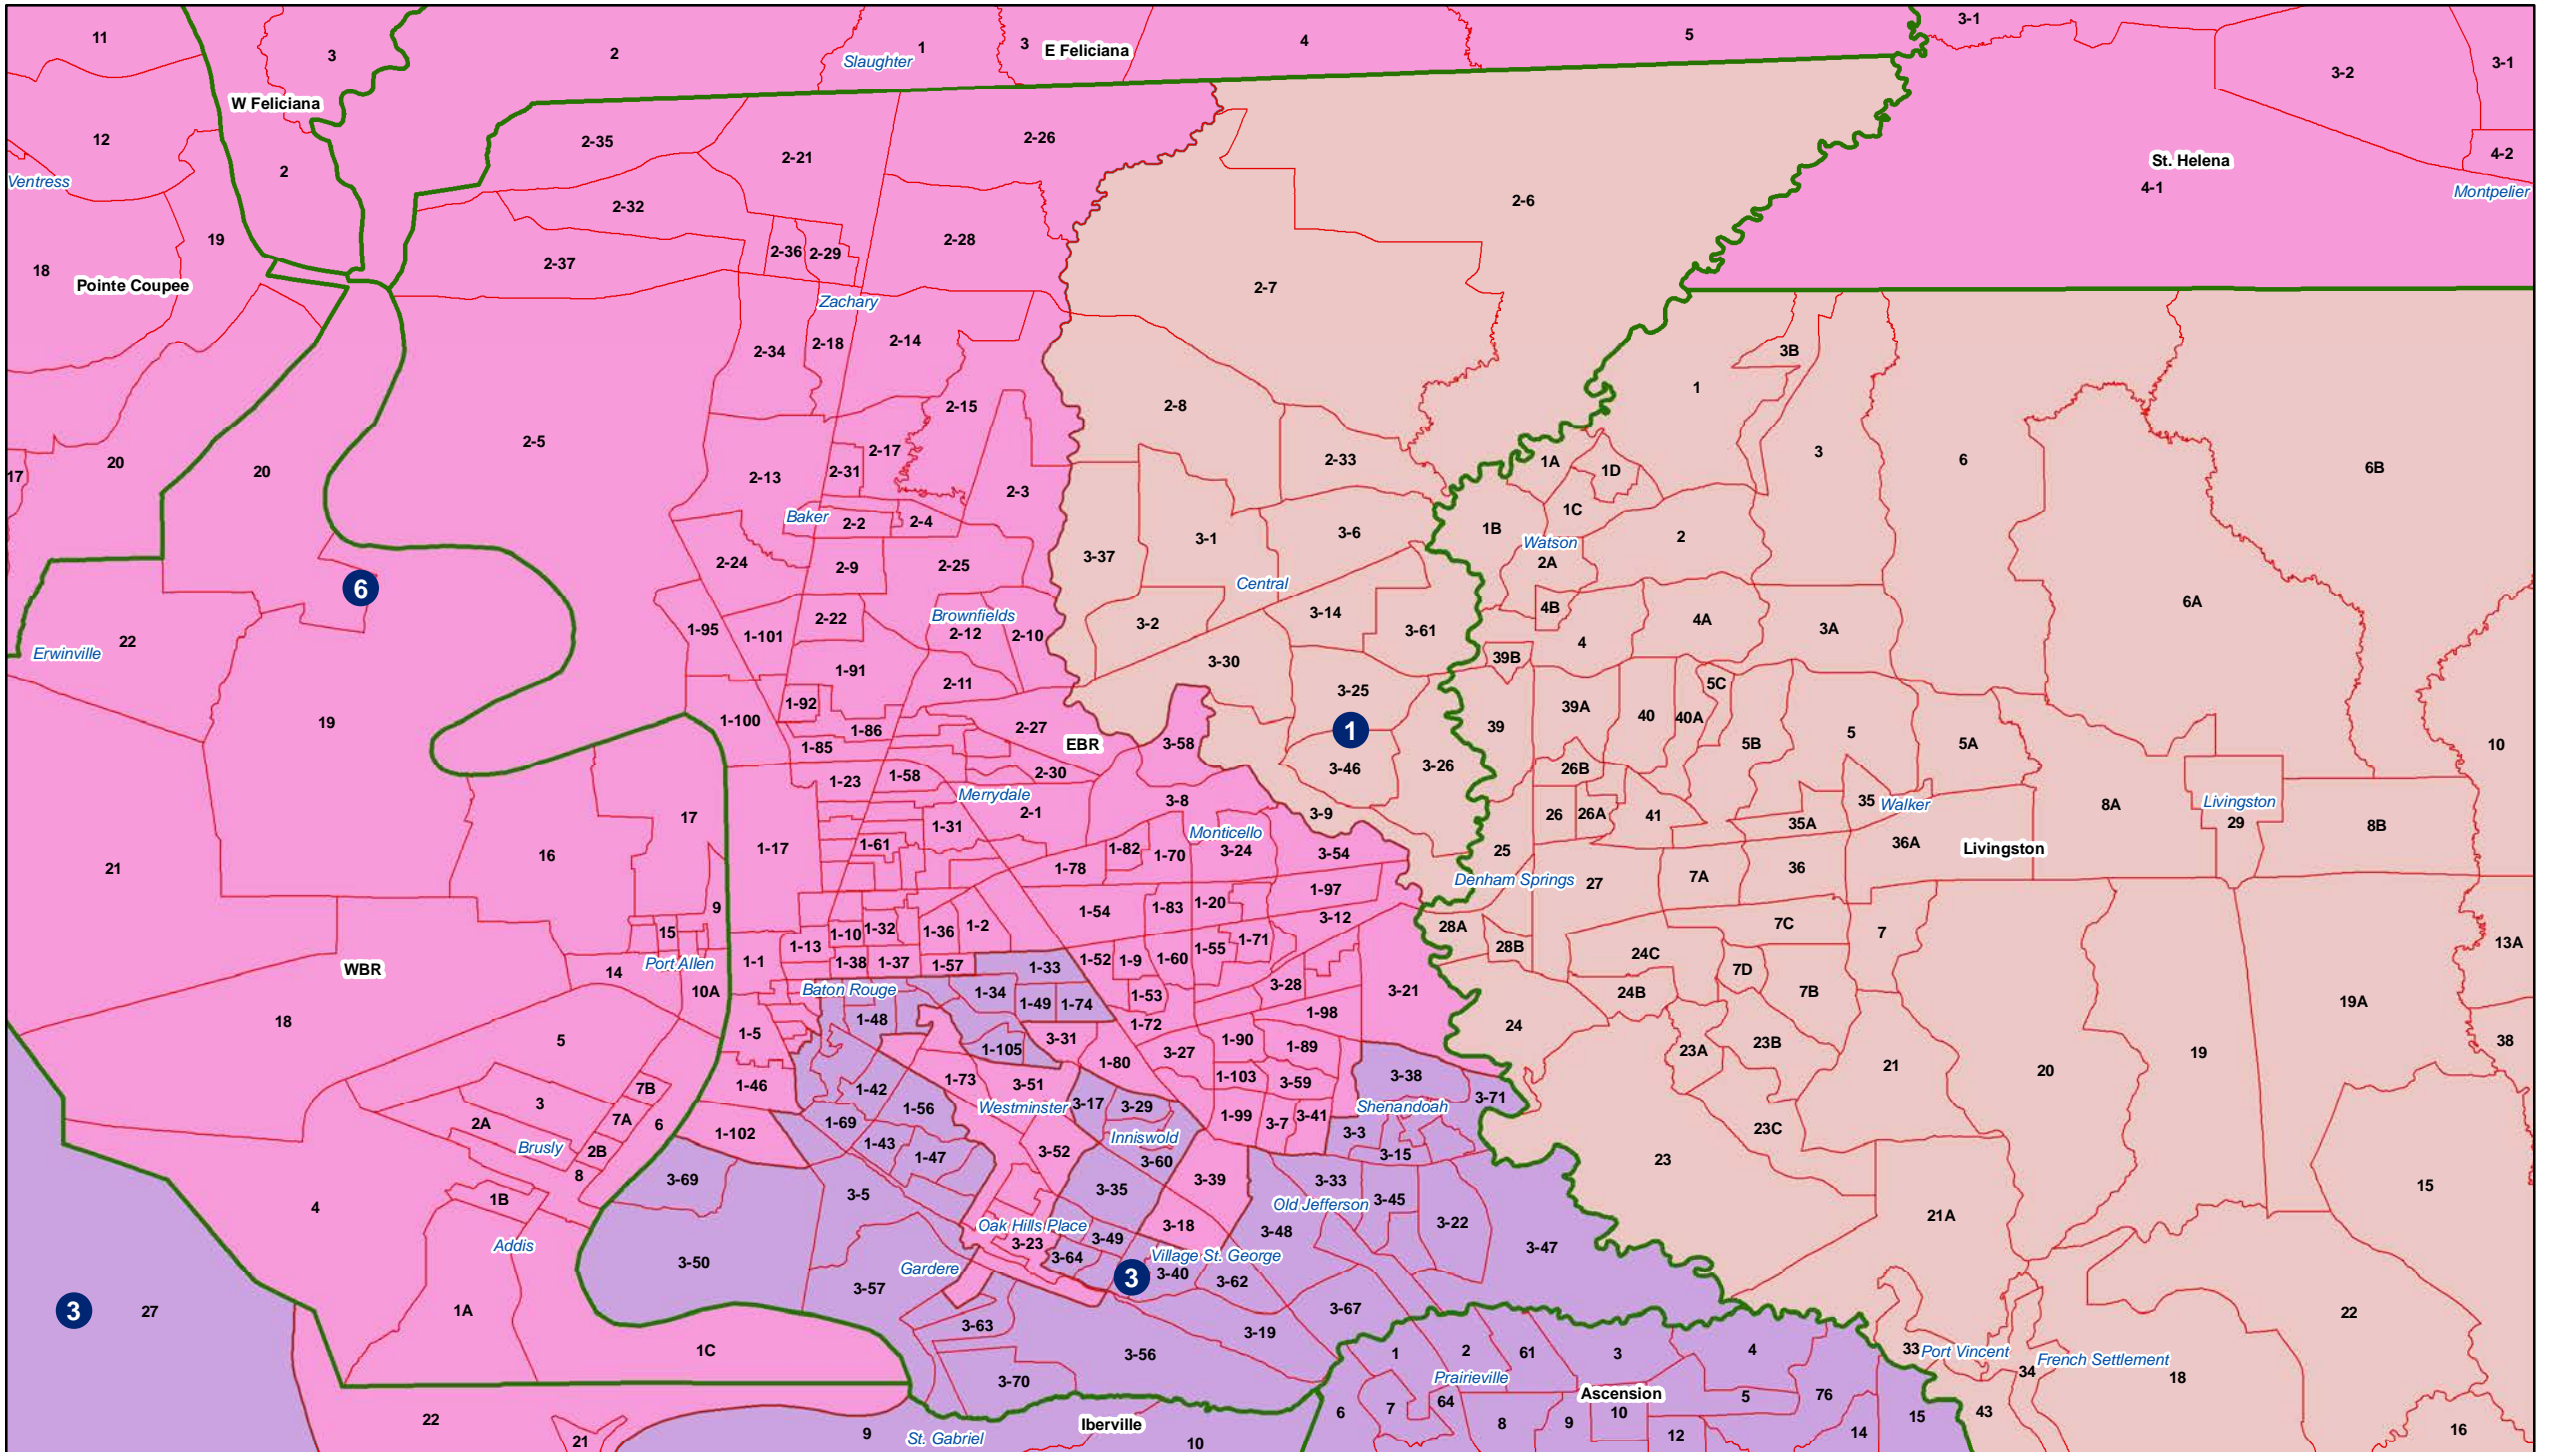 11
3
2
Slaughter
1
3
E Feliciana
4
5
3-1
3-2
3-1
W Feliciana
12
2
Ventress
19
18
Pointe Coupee
2-35
2-21
2-26
2-32
2-36
2-29
2-28
2-37
Zachary
2-6
2-7
St. Helena
4-1
4-2
Montpelier
2-34
2-18
2-14
2-15
2-8
2-33
3B
1
3
6
6B
17
20
20
2-5
2-13
2-31
2-17
2-3
Baker
2-2
2-4
2-24
2-9
2-25
3-37
3-1
3-6
Central
1A
1D
1C
1B
Watson
2A
2
6
22
Erwinville
1-95
1-101
2-22
Brownfields
2-12
2-10
3-2
3-14
3-61
4B
4
4A
3A
6A
1-91
2-11
3-30
3-25
39B
39A
5C
19
1-100
1-92
1-86
1-85
2-27
EBR
3-58
1
3-46
3-26
39
40
40A
5B
5
5A
10
26B
1-23
1-58
2-30
Merrydale
2-1
3-8
3-9
26
26A
41
35
Walker
35A
8A
Livingston
29
8B
17
16
21
1-17
1-31
1-61
1-78
1-82
1-70
Monticello
3-24
3-54
25
Denham Springs
27
7A
36
36A
Livingston
9
15
1-10
1-32
1-36
1-2
1-54
1-83
1-20
1-97
3-12
28A
28B
7C
7
13A
WBR
14
Port Allen
1-13
1-1
1-38
1-37
1-57
1-33
1-52
1-9
1-60
1-55
1-71
24C
7D
24B
7B
10A
Baton Rouge
1-34
1-49
1-74
1-53
3-28
3-21
19A
18
5
1-5
1-48
1-105
3-31
1-72
1-98
24
23A
23B
38
1-80
3-27
1-90
1-89
21
20
19
7B
1-46
1-42
1-73
3-51
1-103
3-59
3-38
3-71
3
2A
7A
6
Brusly
2B
8
1-102
1-69
1-56
Westminster
3-17
3-29
Inniswold
1-99
3-7
3-41
Shenandoah
3-3
3-15
23C
23
1-43
1-47
3-52
3-60
3-69
3-5
3-35
3-39
3-33
Old Jefferson
3-45
15
4
1B
Addis
Oak Hills Place
3-23
3-49
3-18
3-48
3-22
21A
3-50
Gardere
3-64
3
Village St. George
3-40
3-62
3-47
3
27
1A
3-57
3-67
22
3-63
3-19
1C
3-56
3-70
1
2
61
3
4
33
Port Vincent
34
French Settlement
18
Prairieville
7
64
Ascension
5
76
22
21
9
St. Gabriel
Iberville
10
6
8
9
10
12
14
15
43
16